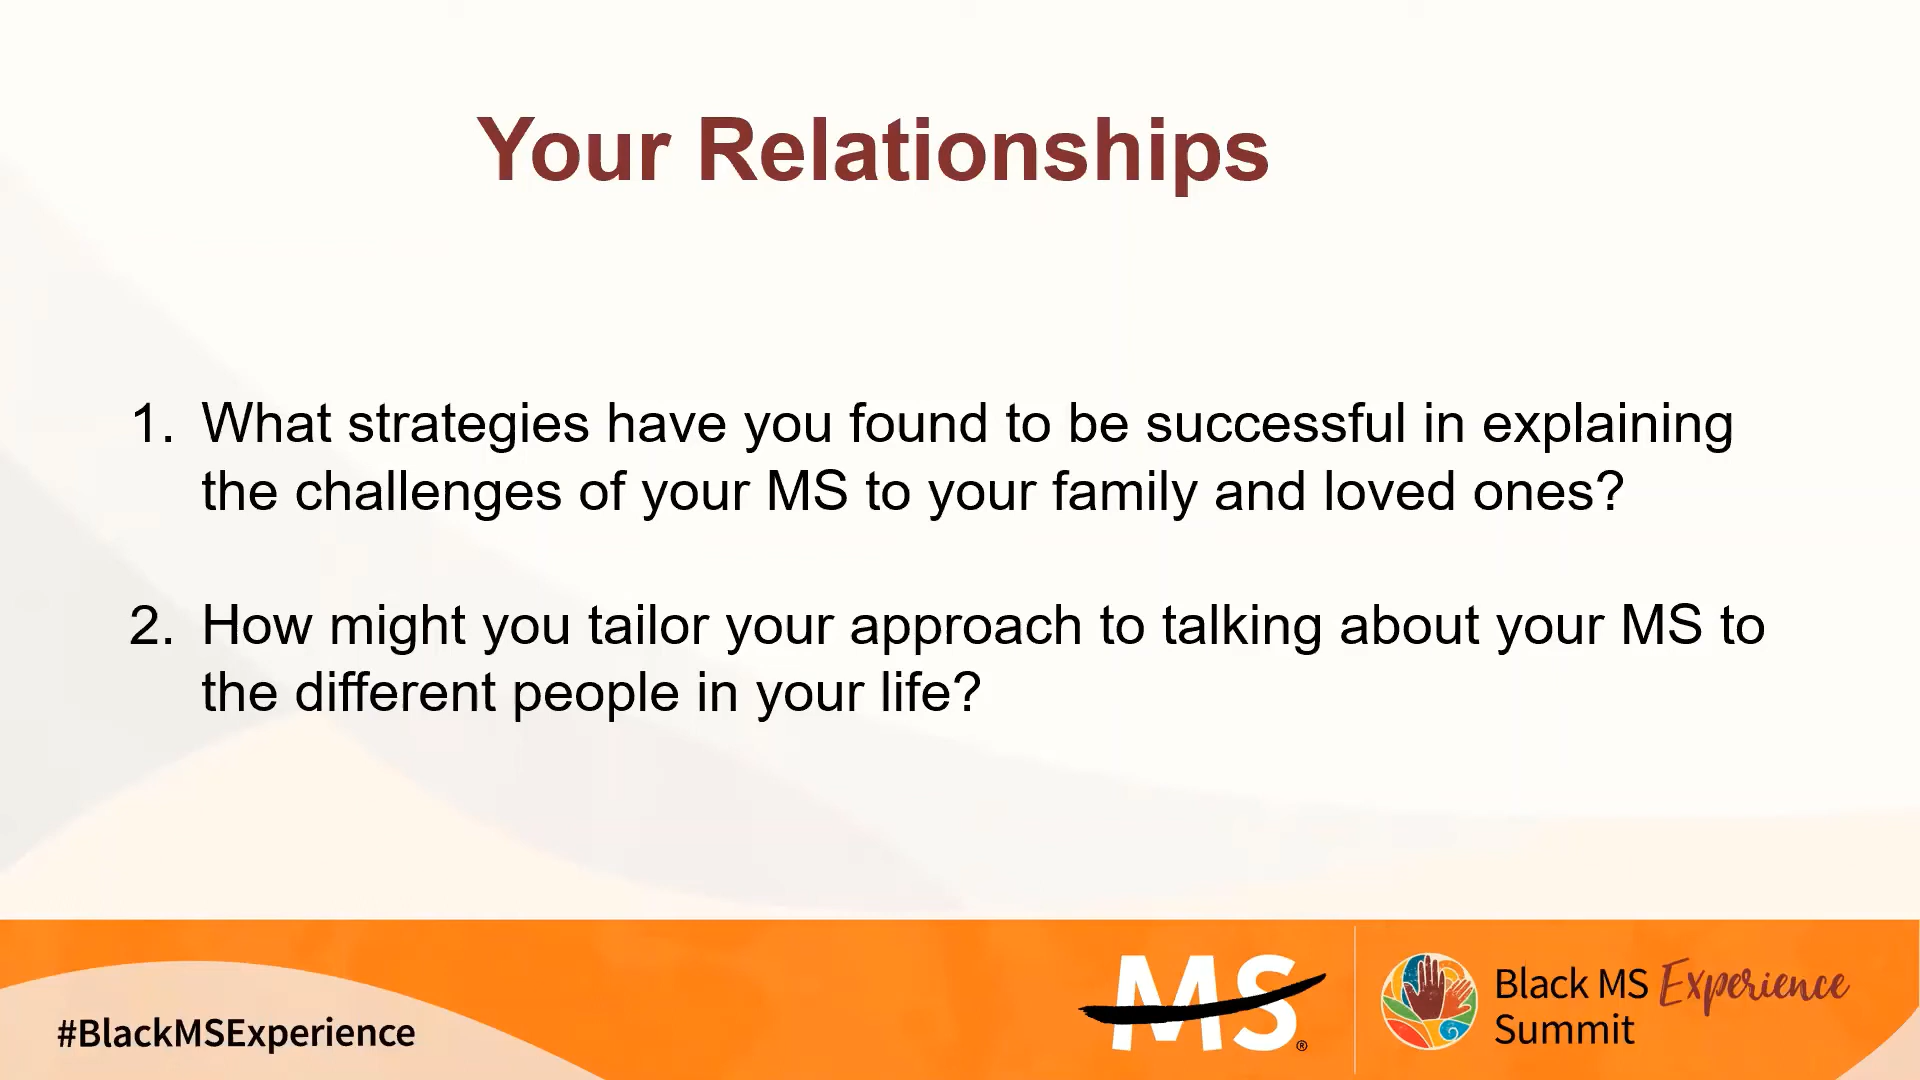 Your Relationships
1. What strategies have you found to be successful in explaining
the challenges of your MS to your family and loved ones?
2. How might you tailor your approach to talking about your MS to
the different people in your life?
#BlackMSExperience
MS®
Black MS Experience
Summit